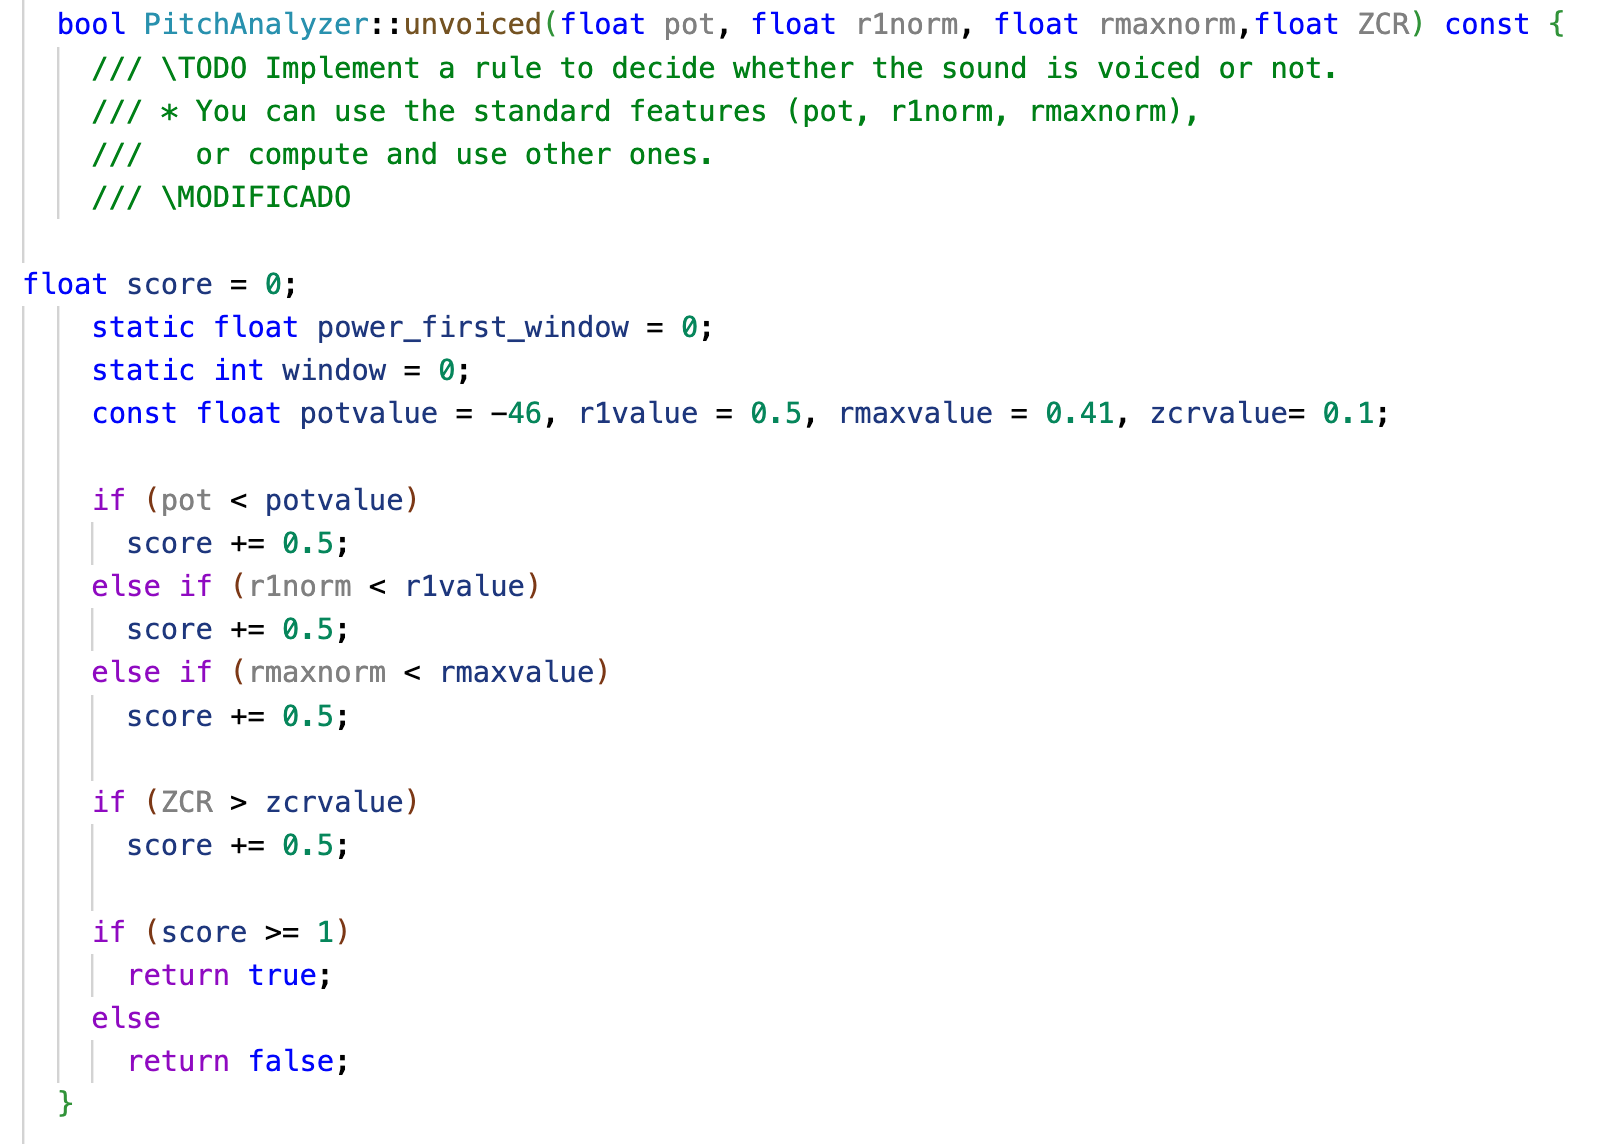 bool PitchAnalyzer::unvoiced(float pot, float r1norm, float rmaxnorm,float ZCR) const {
/// \TODO Implement a rule to decide whether the sound is voiced or not.
/// * You can use the standard features (pot, r1norm, rmaxnorm),
///   or compute and use other ones.
/// \MODIFICADO
float score = 0;
static float power_first_window = 0;
static int window = 0;
const float potvalue = -46, r1value = 0.5, rmaxvalue = 0.41, zcrvalue= 0.1;
if (pot < potvalue)
score += 0.5;
else if (r1norm < r1value)
score += 0.5;
else if (rmaxnorm < rmaxvalue)
score += 0.5;
if (ZCR > zcrvalue)
score += 0.5;
if (score >= 1)
return true;
else
return false;
}